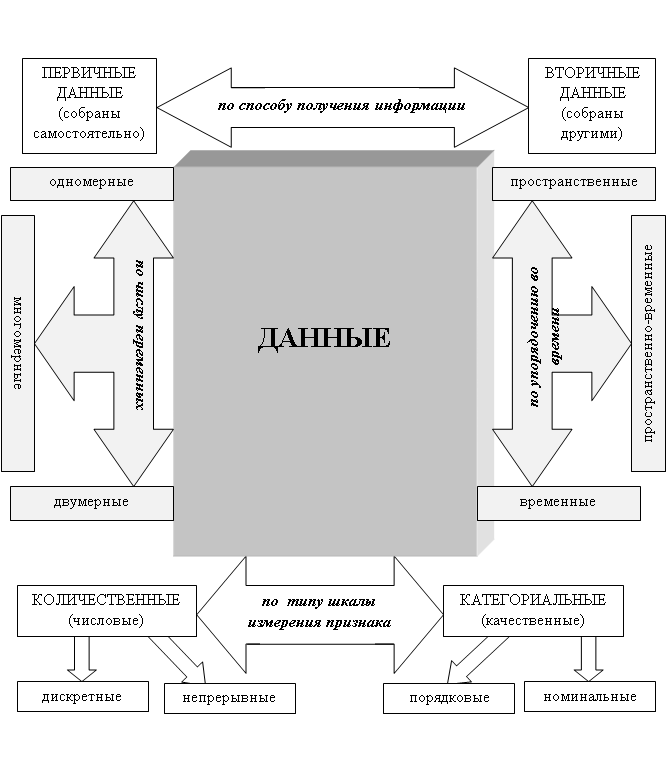 ПЕРВИЧНЫЕ
ДАННЫЕ
(собраны
самостоятельно)
по способу получения информации
ВТОРИЧНЫЕ
ДАННЫЕ
(собраны
другими)
одномерные
пространственные
многомерные
по числу переменных
ДАННЫЕ
по упорядочению во
времени
пространственно-временные
двумерные
временные
КОЛИЧЕСТВЕННЫЕ
(числовые)
по типу шкалы
измерения признака
КАТЕГОРИАЛЬНЫЕ
(качественные)
дискретные
непрерывные
порядковые
номинальные